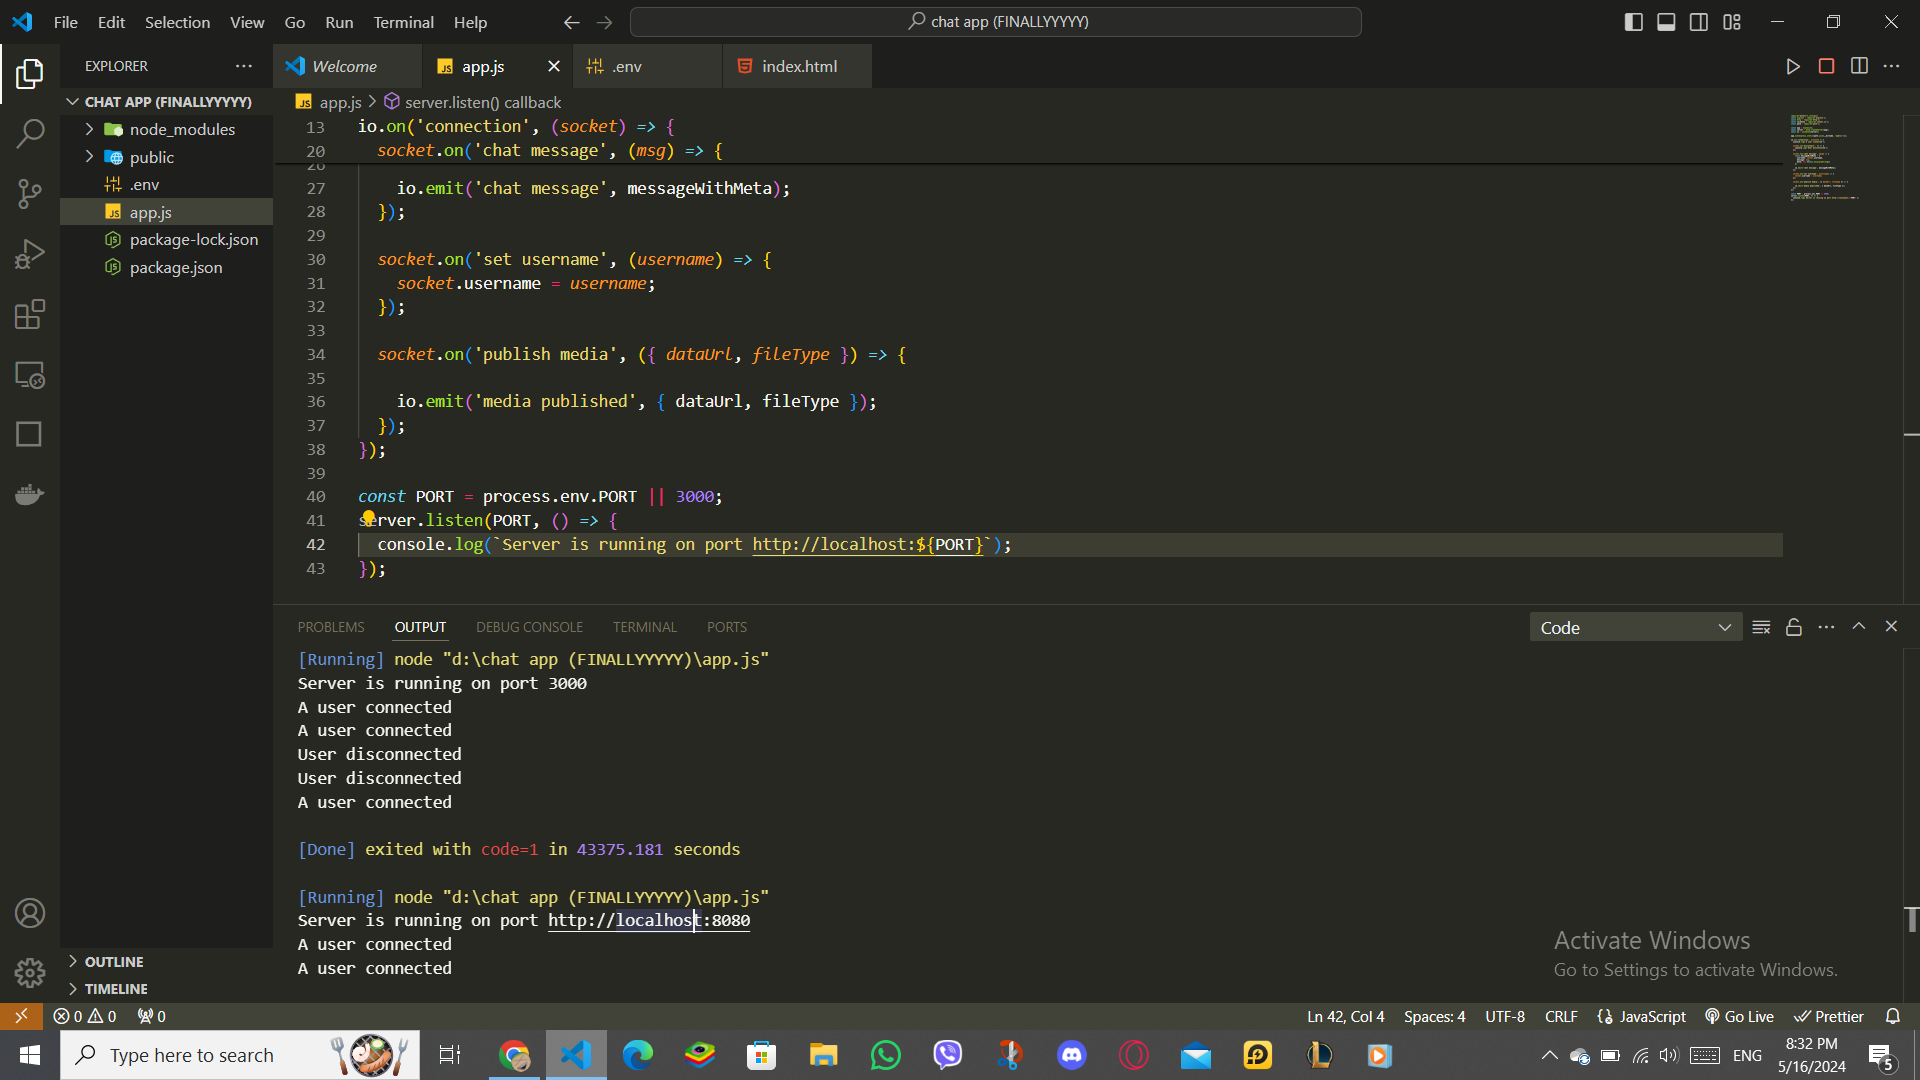 File Edit Selection View Go Run Terminal Help
chat app (FINALLYYYYY)
EXPLORER
Welcome
app.js
.env
index.html
CHAT APP (FINALLYYYYY)
node_modules
public
.env
app.js
package-lock.json
package.json
OUTLINE
TIMELINE
app.js > server.listen() callback
13 io.on('connection', (socket) => {
20 socket.on('chat message', (msg) => {
26
27 io.emit('chat message', messageWithMeta);
28 });
29
30 socket.on('set username', (username) => {
31 socket.username = username;
32 });
33
34 socket.on('publish media', ({ dataUrl, fileType }) => {
35
36 io.emit('media published', { dataUrl, fileType });
37 });
38 });
39
40 const PORT = process.env.PORT || 3000;
41 server.listen(PORT, () => {
42 console.log(`Server is running on port http://localhost:${PORT}`);
43 });
PROBLEMS OUTPUT DEBUG CONSOLE TERMINAL PORTS
Code
[Running] node "d:\chat app (FINALLYYYYY)\app.js"
Server is running on port 3000
A user connected
A user connected
User disconnected
User disconnected
A user connected
[Done] exited with code=1 in 43375.181 seconds
[Running] node "d:\chat app (FINALLYYYYY)\app.js"
Server is running on port http://localhost:8080
A user connected
A user connected
Activate Windows
Go to Settings to activate Windows.
0 0 0
Ln 42, Col 4 Spaces: 4 UTF-8 CRLF JavaScript Go Live Prettier
Type here to search
ENG
8:32 PM
5/16/2024
5